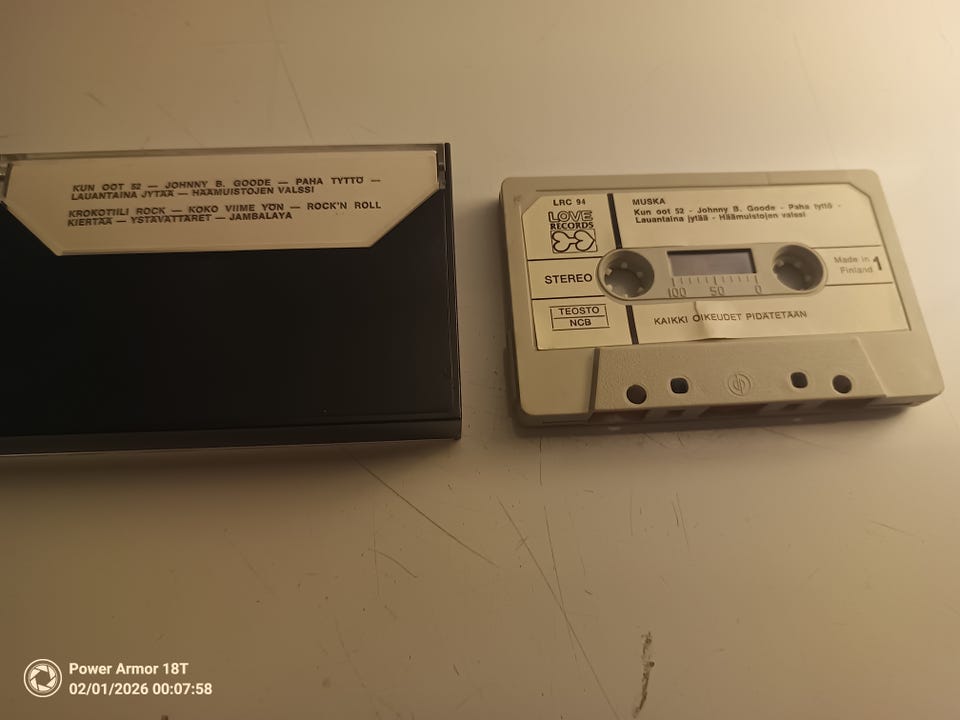 KUN OOT 52 — JOHNNY B. GOODE — PAHA TYTTÖ —
LAUANTAINA JYTÄÄ — HÄÄMUISTOJEN VALSSI
KROKOTIILI ROCK — KOKO VIIME YÖN — ROCK'N ROLL
KIERTÄÄ — YSTÄVÄTTÄRET — JAMBALAYA
LRC 94
LOVE
RECORDS
STEREO
TEOSTO
NCB
MUSKA
Kun oot 52 - Johnny B. Goode - Paha tyttö -
Lauantaina jytää - Häämuistojen valssi
100 50 0
Made in
Finland
1
KAIKKI OIKEUDET PIDÄTETÄÄN
Power Armor 18T
02/01/2026 00:07:58